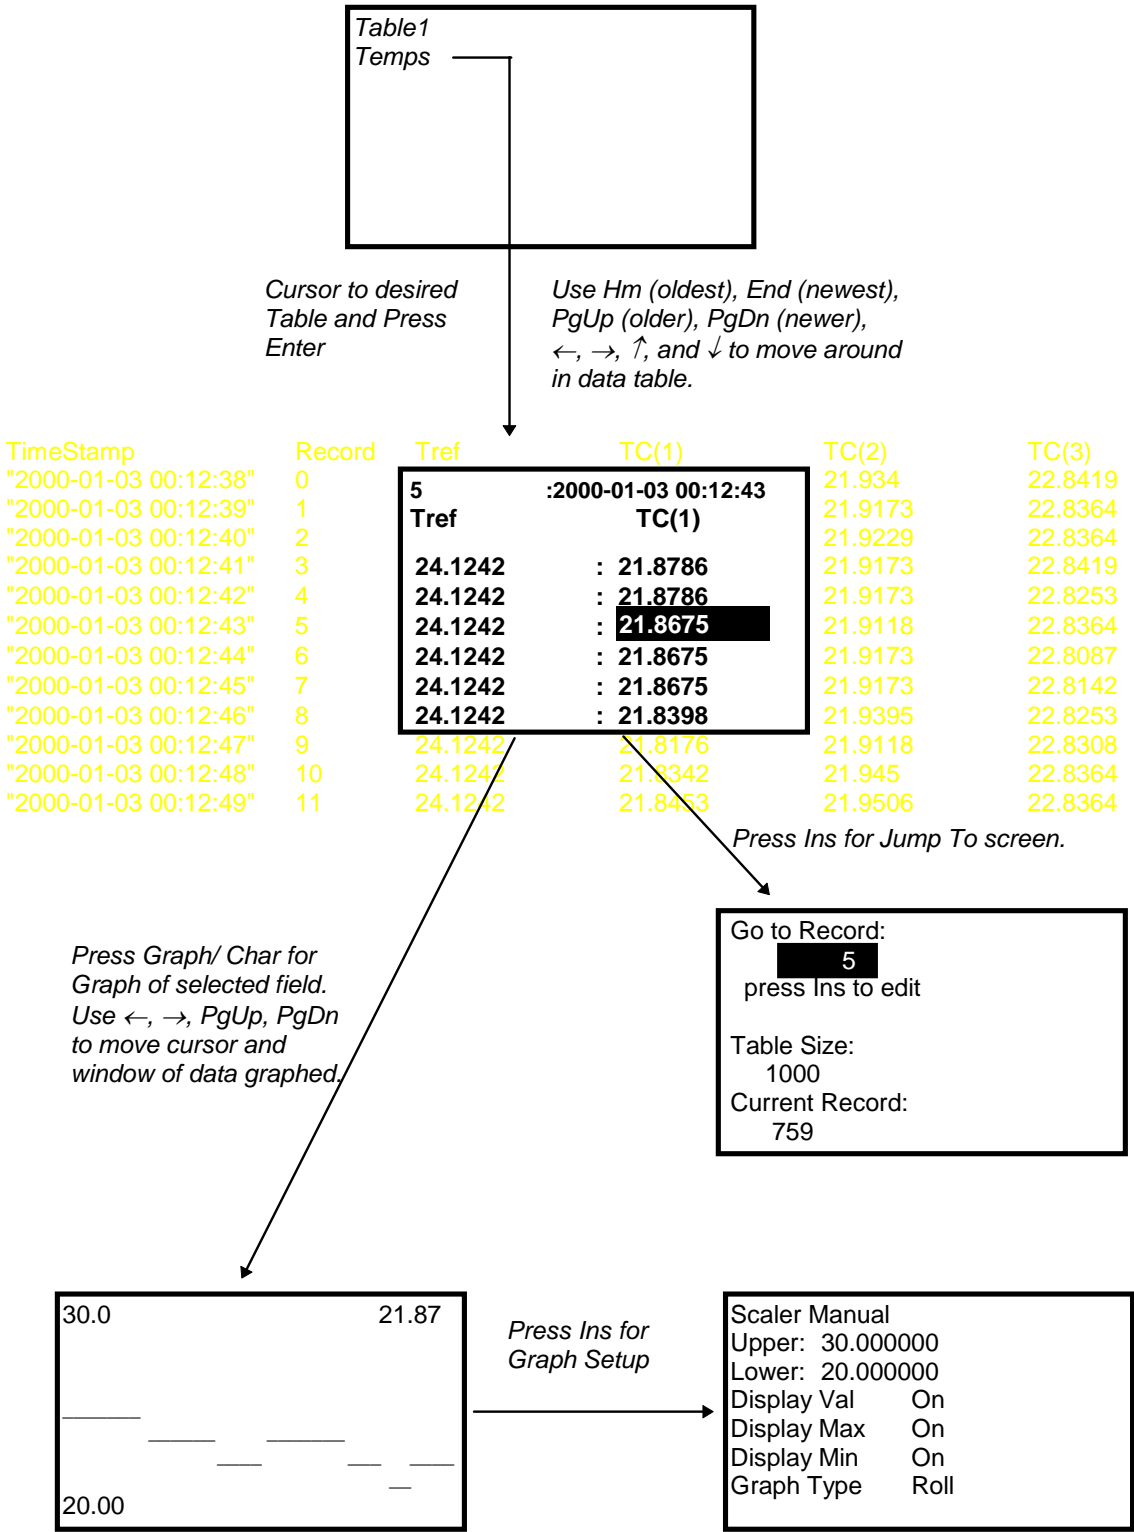 Table1
Temps
Cursor to desired
Table and Press
Enter
Use Hm (oldest), End (newest),
PgUp (older), PgDn (newer),
←, →, ↑, and ↓ to move around
in data table.
TimeStamp Record Tref TC(1) TC(2) TC(3)
"2000-01-03 00:12:38" 0 21.934 22.8419
"2000-01-03 00:12:39" 1 21.9173 22.8364
"2000-01-03 00:12:40" 2 21.9229 22.8364
"2000-01-03 00:12:41" 3 21.9173 22.8419
"2000-01-03 00:12:42" 4 21.9173 22.8253
"2000-01-03 00:12:43" 5 21.9118 22.8364
"2000-01-03 00:12:44" 6 21.9173 22.8087
"2000-01-03 00:12:45" 7 21.9173 22.8142
"2000-01-03 00:12:46" 8 21.9395 22.8253
"2000-01-03 00:12:47" 9 24.1242 21.8176 21.9118 22.8308
"2000-01-03 00:12:48" 10 24.1242 21.8342 21.945 22.8364
"2000-01-03 00:12:49" 11 24.1242 21.8453 21.9506 22.8364
5 :2000-01-03 00:12:43
Tref TC(1)
24.1242 : 21.8786
24.1242 : 21.8786
24.1242 : 21.8675
24.1242 : 21.8675
24.1242 : 21.8675
24.1242 : 21.8398
Press Ins for Jump To screen.
Go to Record:
5
press Ins to edit
Table Size:
1000
Current Record:
759
Press Graph/ Char for
Graph of selected field.
Use ←, →, PgUp, PgDn
to move cursor and
window of data graphed.
30.0 21.87
20.00
Press Ins for
Graph Setup
Scaler Manual
Upper: 30.000000
Lower: 20.000000
Display Val On
Display Max On
Display Min On
Graph Type Roll